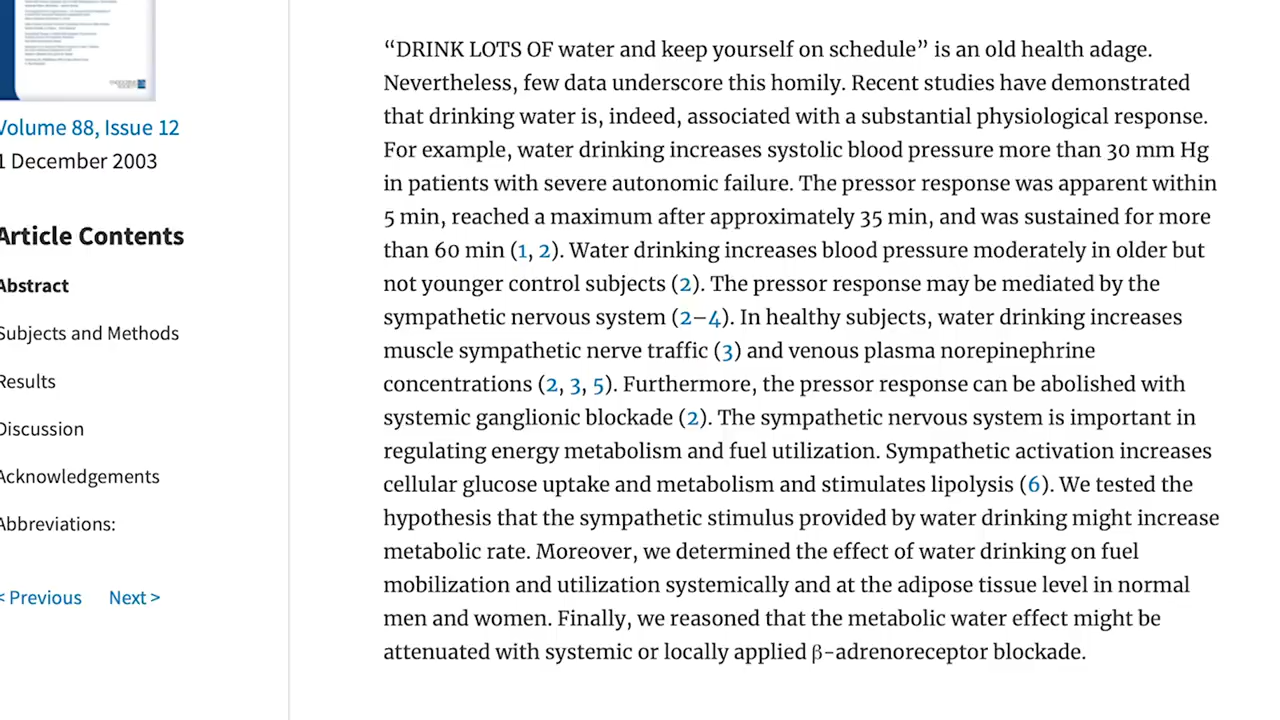 Volume 88, Issue 12
1 December 2003
Article Contents
Abstract
Subjects and Methods
Results
Discussion
Acknowledgements
Abbreviations:
< Previous Next >
“DRINK LOTS OF water and keep yourself on schedule” is an old health adage.
Nevertheless, few data underscore this homily. Recent studies have demonstrated
that drinking water is, indeed, associated with a substantial physiological response.
For example, water drinking increases systolic blood pressure more than 30 mm Hg
in patients with severe autonomic failure. The pressor response was apparent within
5 min, reached a maximum after approximately 35 min, and was sustained for more
than 60 min (1, 2). Water drinking increases blood pressure moderately in older but
not younger control subjects (2). The pressor response may be mediated by the
sympathetic nervous system (2–4). In healthy subjects, water drinking increases
muscle sympathetic nerve traffic (3) and venous plasma norepinephrine
concentrations (2, 3, 5). Furthermore, the pressor response can be abolished with
systemic ganglionic blockade (2). The sympathetic nervous system is important in
regulating energy metabolism and fuel utilization. Sympathetic activation increases
cellular glucose uptake and metabolism and stimulates lipolysis (6). We tested the
hypothesis that the sympathetic stimulus provided by water drinking might increase
metabolic rate. Moreover, we determined the effect of water drinking on fuel
mobilization and utilization systemically and at the adipose tissue level in normal
men and women. Finally, we reasoned that the metabolic water effect might be
attenuated with systemic or locally applied β-adrenoreceptor blockade.